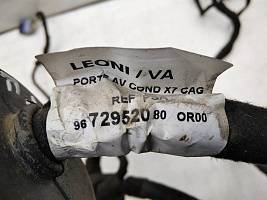 LEONI /VA
PORTE AV COND X7 CAG
REF
96 729520 80 OR00